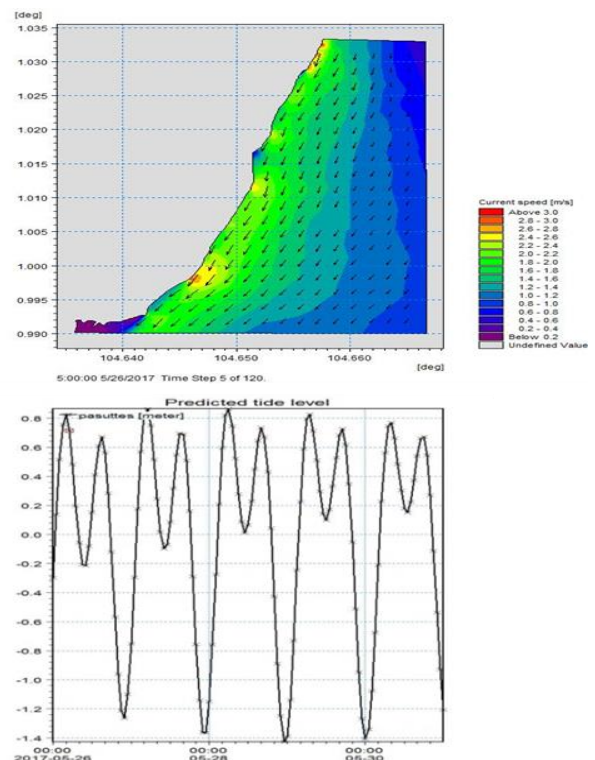 [deg]
1.035
1.030
1.025
1.020
1.015
1.010
1.005
1.000
0.995
0.990
104.640 104.650 104.660
[deg]
5:00:00 5/26/2017 Time Step 5 of 120.
Current speed [m/s]
Above 3.0
2.8 - 3.0
2.6 - 2.8
2.4 - 2.6
2.2 - 2.4
2.0 - 2.2
1.8 - 2.0
1.6 - 1.8
1.4 - 1.6
1.2 - 1.4
1.0 - 1.2
0.8 - 1.0
0.6 - 0.8
0.4 - 0.6
0.2 - 0.4
Below 0.2
Undefined Value
Predicted tide level
pasuttes [meter]
0.8
0.6
0.4
0.2
0.0
-0.2
-0.4
-0.6
-0.8
-1.0
-1.2
-1.4
00:00 00:00 00:00
2017-05-26 05-28 05-30